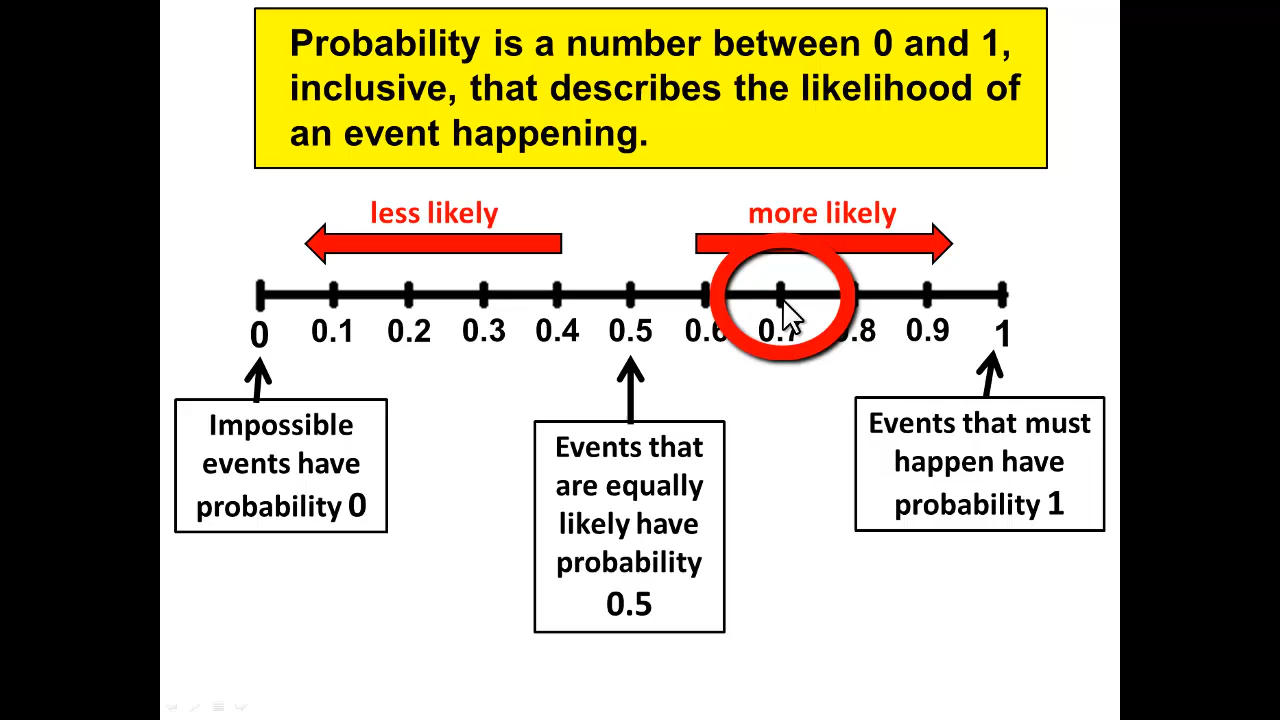 Probability is a number between 0 and 1,
inclusive, that describes the likelihood of
an event happening.
less likely
more likely
0 0.1 0.2 0.3 0.4 0.5 0.6 0.7 0.8 0.9 1
Impossible
events have
probability 0
Events that
are equally
likely have
probability
0.5
Events that must
happen have
probability 1